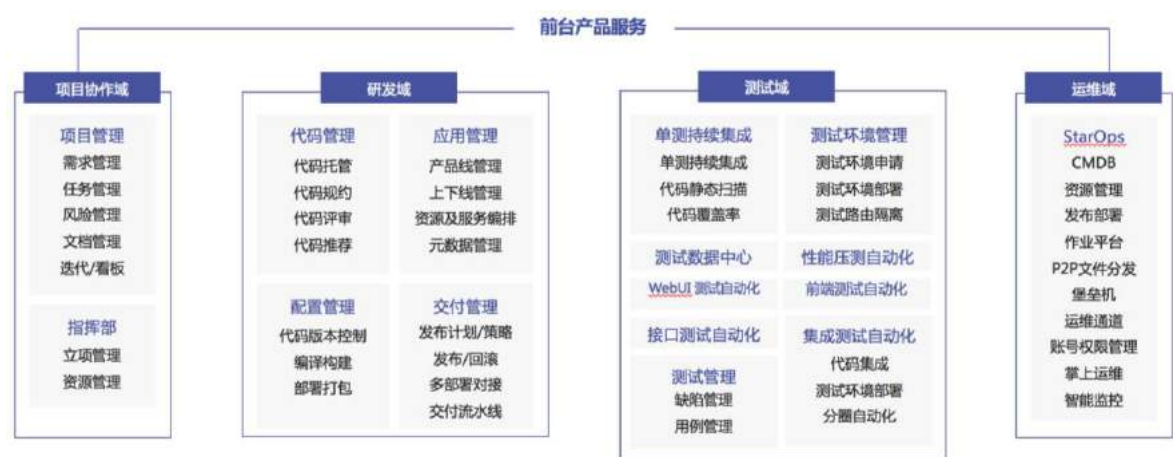 前台产品服务
项目协作域
项目管理
需求管理
任务管理
风险管理
文档管理
迭代/看板
指挥部
立项管理
资源管理
研发域
代码管理
代码托管
代码规约
代码评审
代码推荐
应用管理
产品线管理
上下线管理
资源及服务编排
元数据管理
配置管理
代码版本控制
编译构建
部署打包
交付管理
发布计划/策略
发布/回滚
多部署对接
交付流水线
测试域
单测持续集成
单测持续集成
代码静态扫描
代码覆盖率
测试环境管理
测试环境申请
测试环境部署
测试路由隔离
测试数据中心
性能压测自动化
WebUI 测试自动化
前端测试自动化
接口测试自动化
集成测试自动化
代码集成
测试环境部署
分圈自动化
测试管理
缺陷管理
用例管理
运维域
StarOps
CMDB
资源管理
发布部署
作业平台
P2P文件分发
堡垒机
运维通道
账号权限管理
掌上运维
智能监控